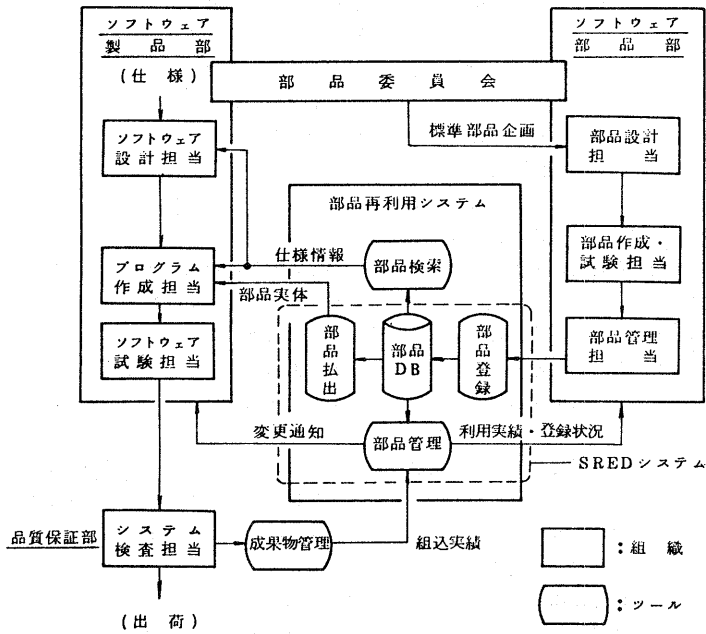 ソフトウェア
製品部
ソフトウェア
部品部
(仕様)
部品委員会
標準部品企画
ソフトウェア
設計担当
部品設計
担当
部品再利用システム
仕様情報
部品検索
プログラム
作成担当
部品作成・
試験担当
部品実体
部品払出
部品
DB
部品登録
ソフトウェア
試験担当
部品管理
担当
変更通知
部品管理
利用実績・登録状況
SREDシステム
品質保証部
システム
検査担当
成果物管理
組込実績
:組織
(出荷)
:ツール